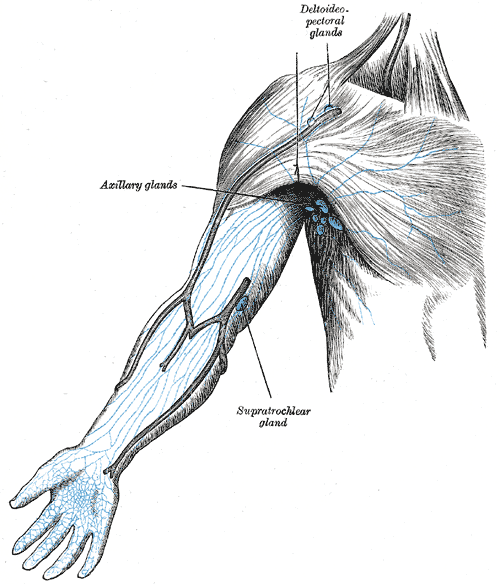 Deltoideo-
pectoral
glands
Axillary glands
Supratrochlear
gland